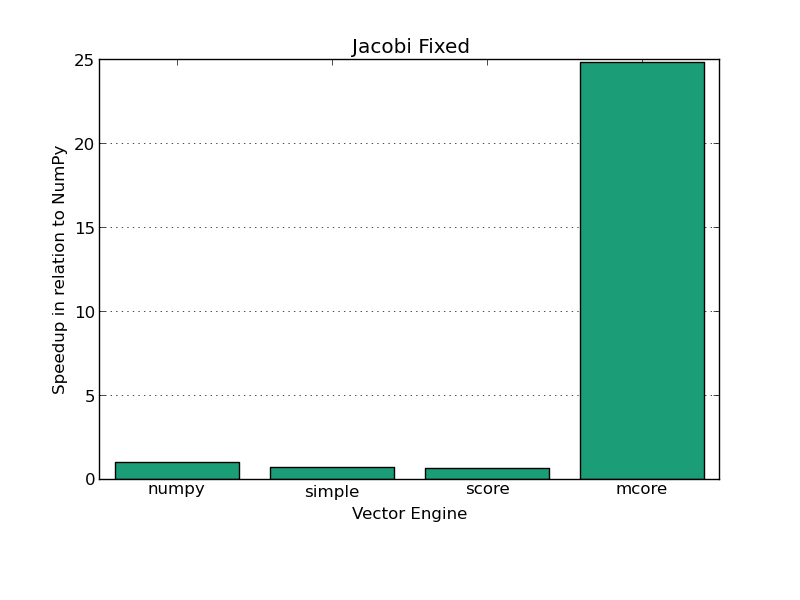 Jacobi Fixed
25
20
15
10
5
0
Speedup in relation to NumPy
numpy
simple
score
mcore
Vector Engine